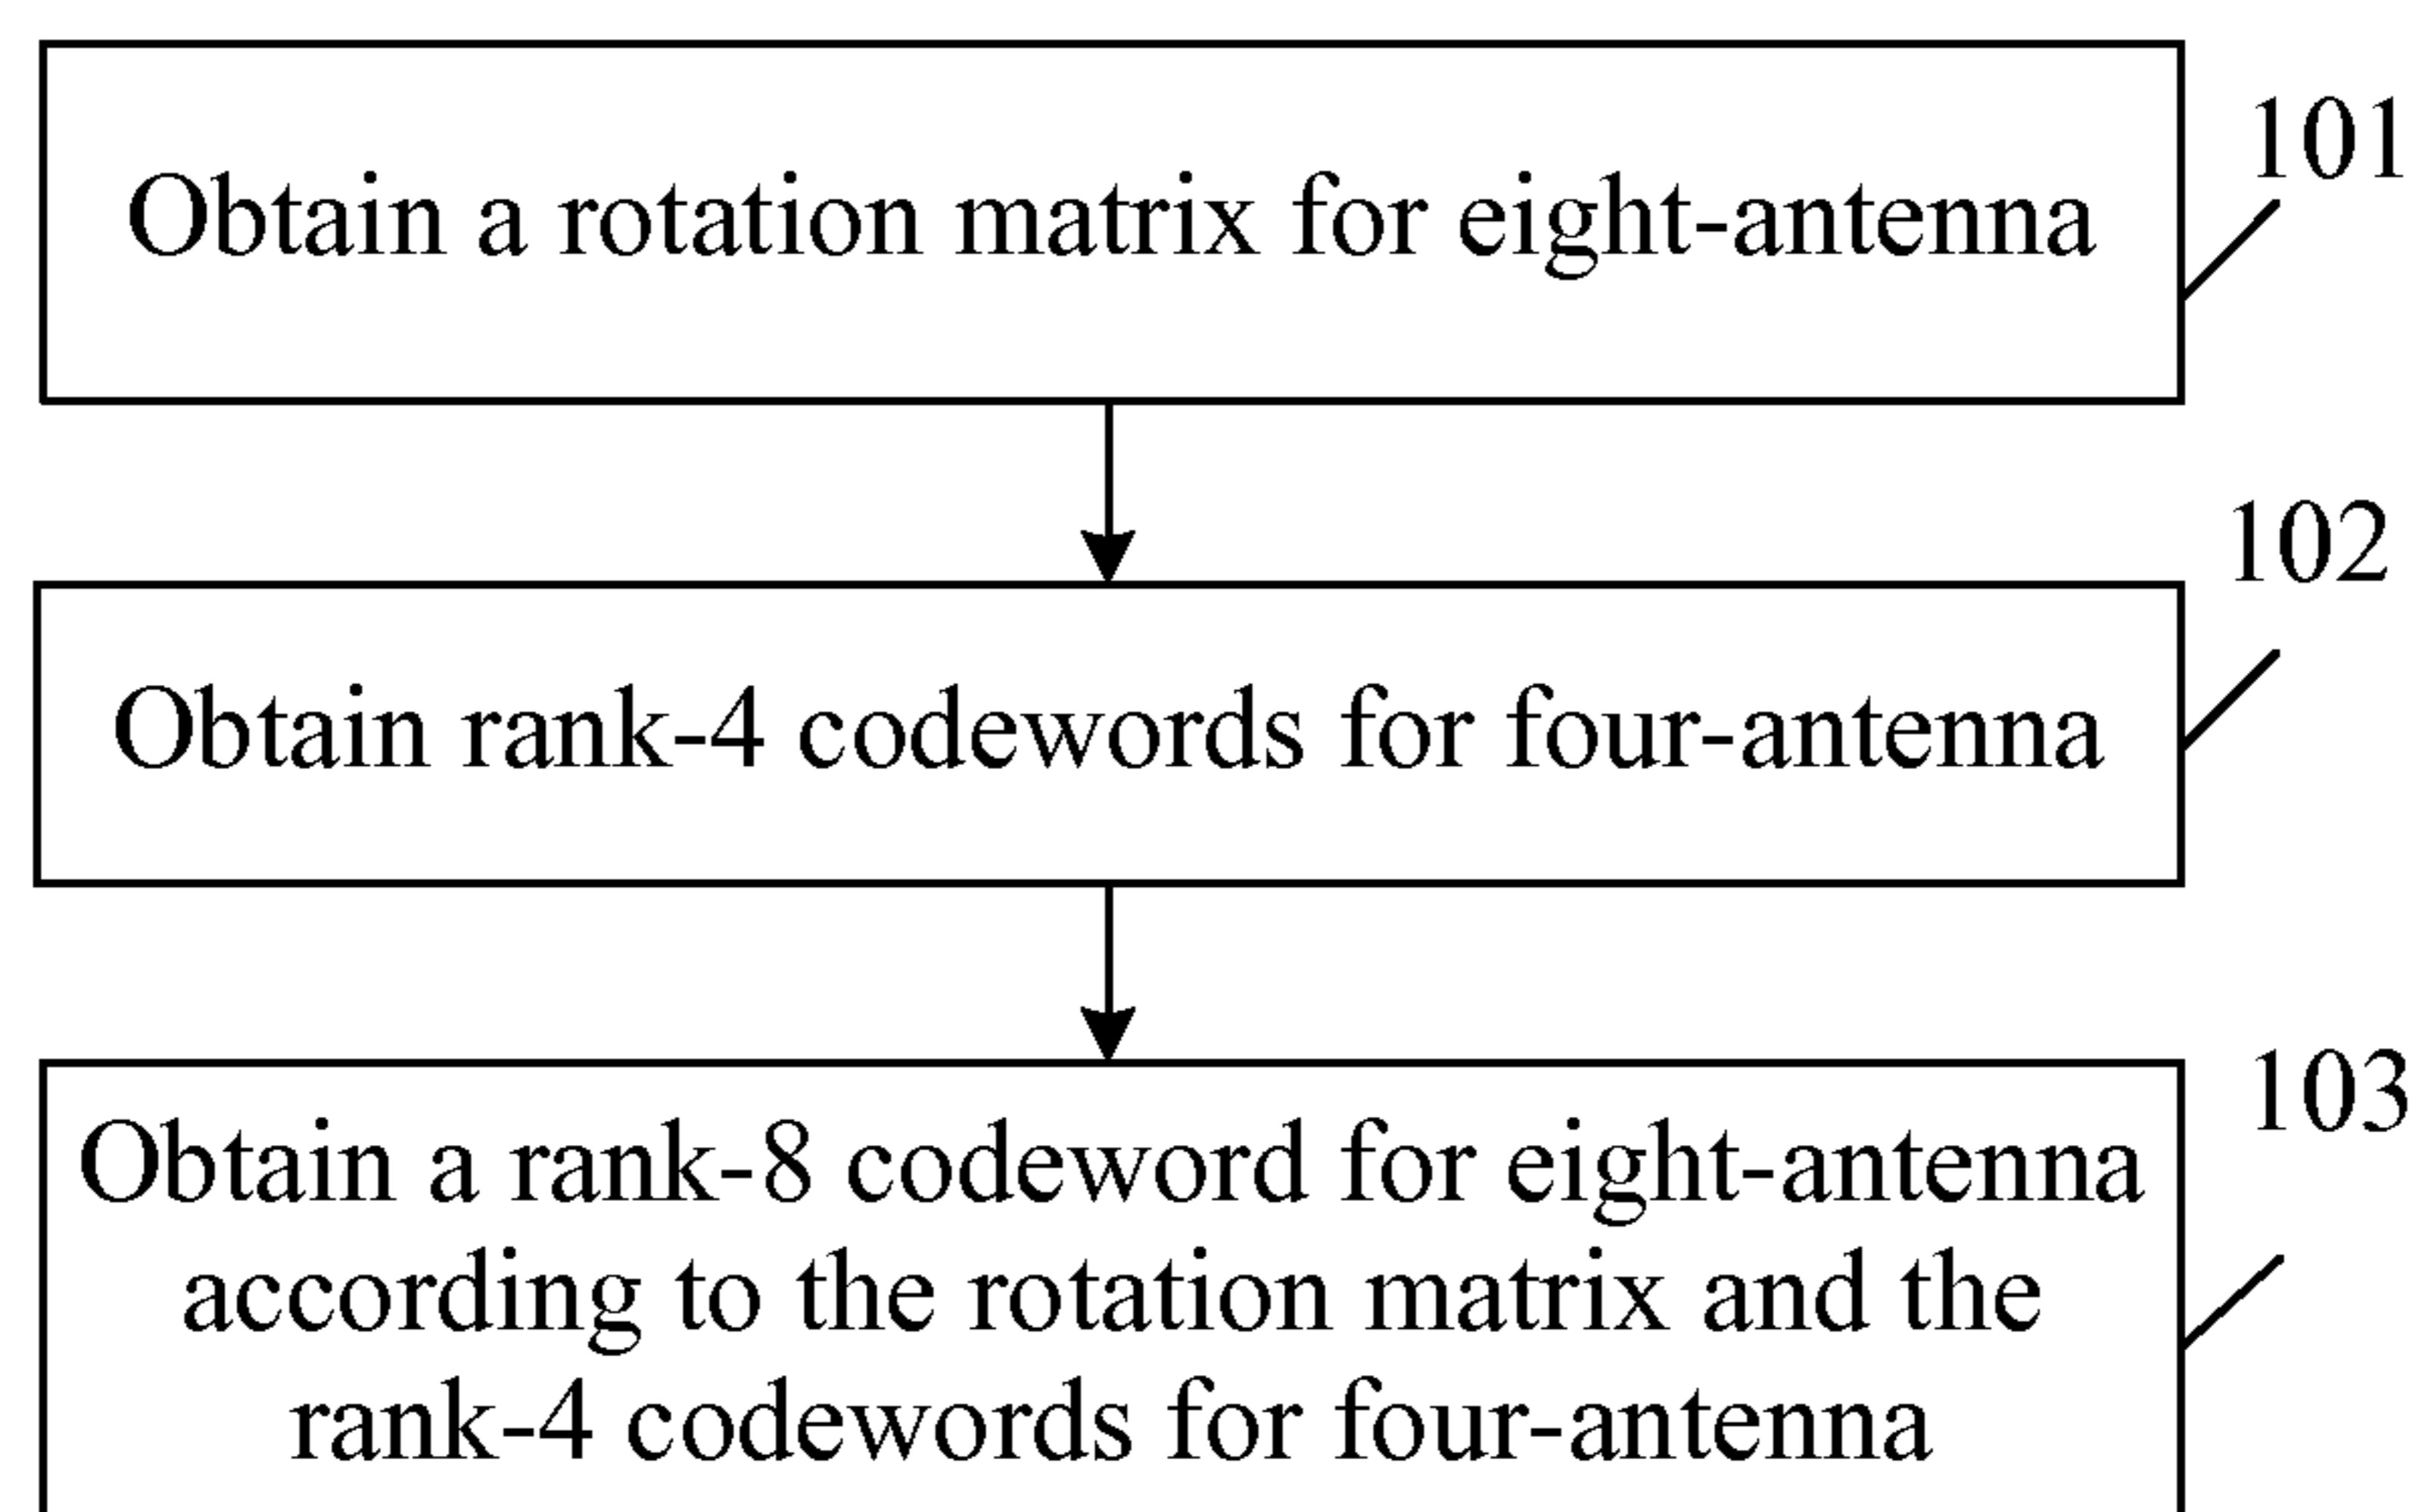 101
Obtain a rotation matrix for eight-antenna
102
Obtain rank-4 codewords for four-antenna
103
Obtain a rank-8 codeword for eight-antenna
according to the rotation matrix and the
rank-4 codewords for four-antenna